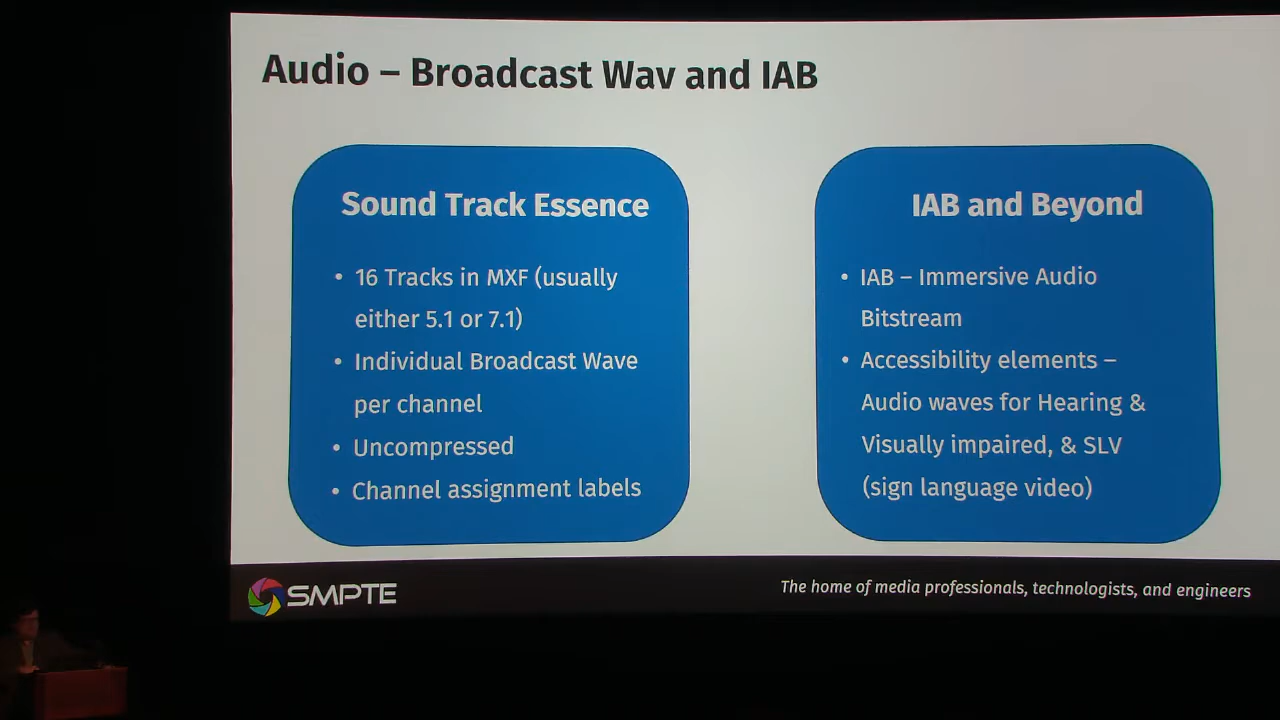 Audio – Broadcast Wav and IAB
Sound Track Essence
• 16 Tracks in MXF (usually
either 5.1 or 7.1)
• Individual Broadcast Wave
per channel
• Uncompressed
• Channel assignment labels
IAB and Beyond
• IAB – Immersive Audio
Bitstream
• Accessibility elements –
Audio waves for Hearing &
Visually impaired, & SLV
(sign language video)
SMPTE
The home of media professionals, technologists, and engineers